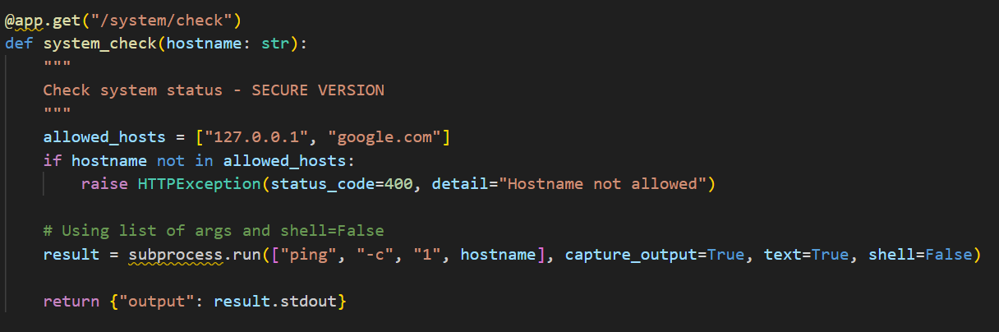 @app.get("/system/check")
def system_check(hostname: str):
    """
    Check system status - SECURE VERSION
    """
    allowed_hosts = ["127.0.0.1", "google.com"]
    if hostname not in allowed_hosts:
        raise HTTPException(status_code=400, detail="Hostname not allowed")

    # Using list of args and shell=False
    result = subprocess.run(["ping", "-c", "1", hostname], capture_output=True, text=True, shell=False)

    return {"output": result.stdout}